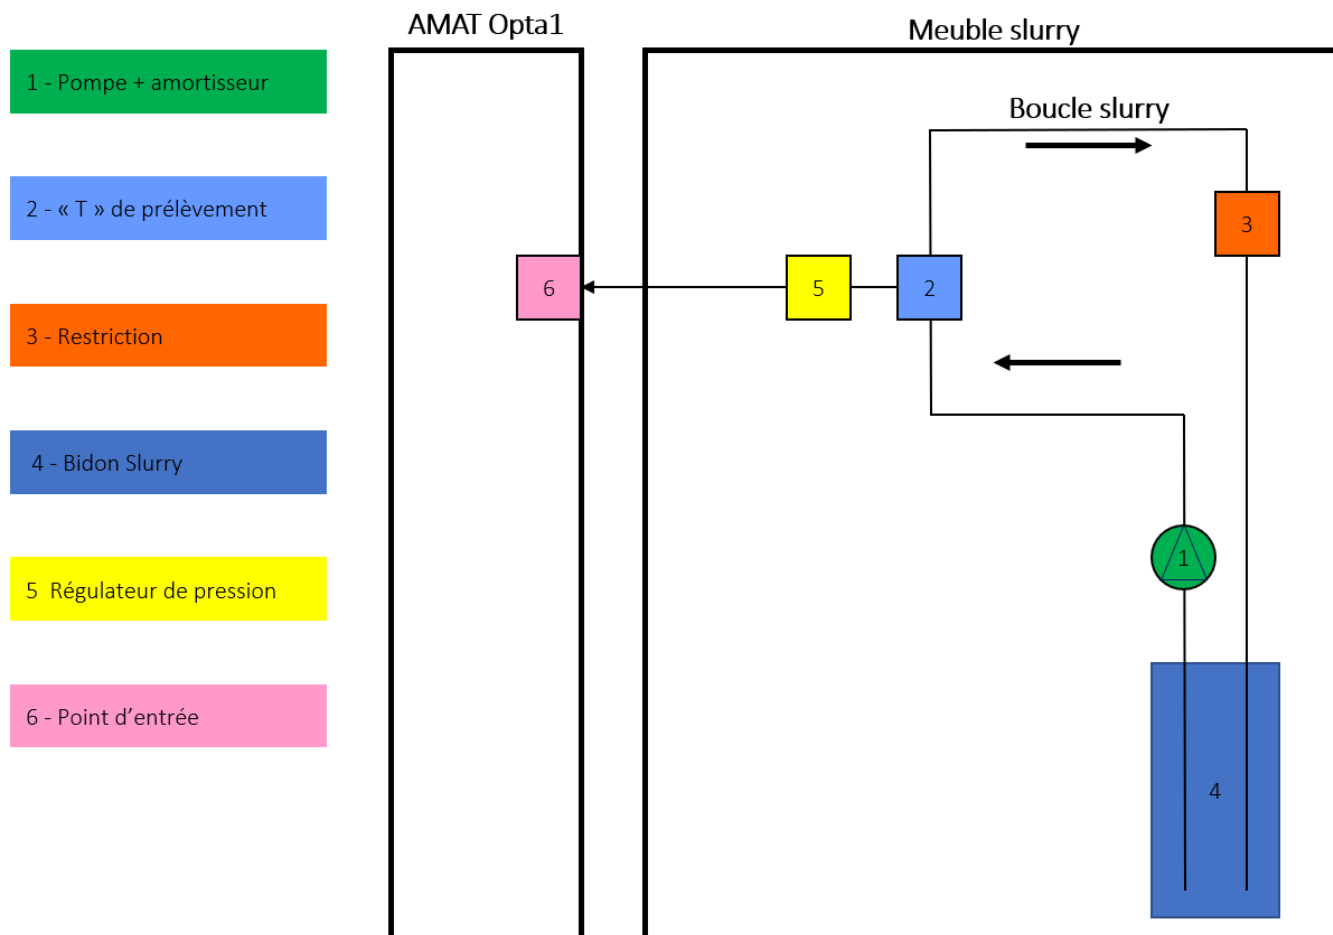 AMAT Opta1
Meuble slurry
1 - Pompe + amortisseur
2 - « T » de prélèvement
3 - Restriction
4 - Bidon Slurry
5  Régulateur de pression
6 - Point d’entrée
Boucle slurry
3
6
5
2
1
4